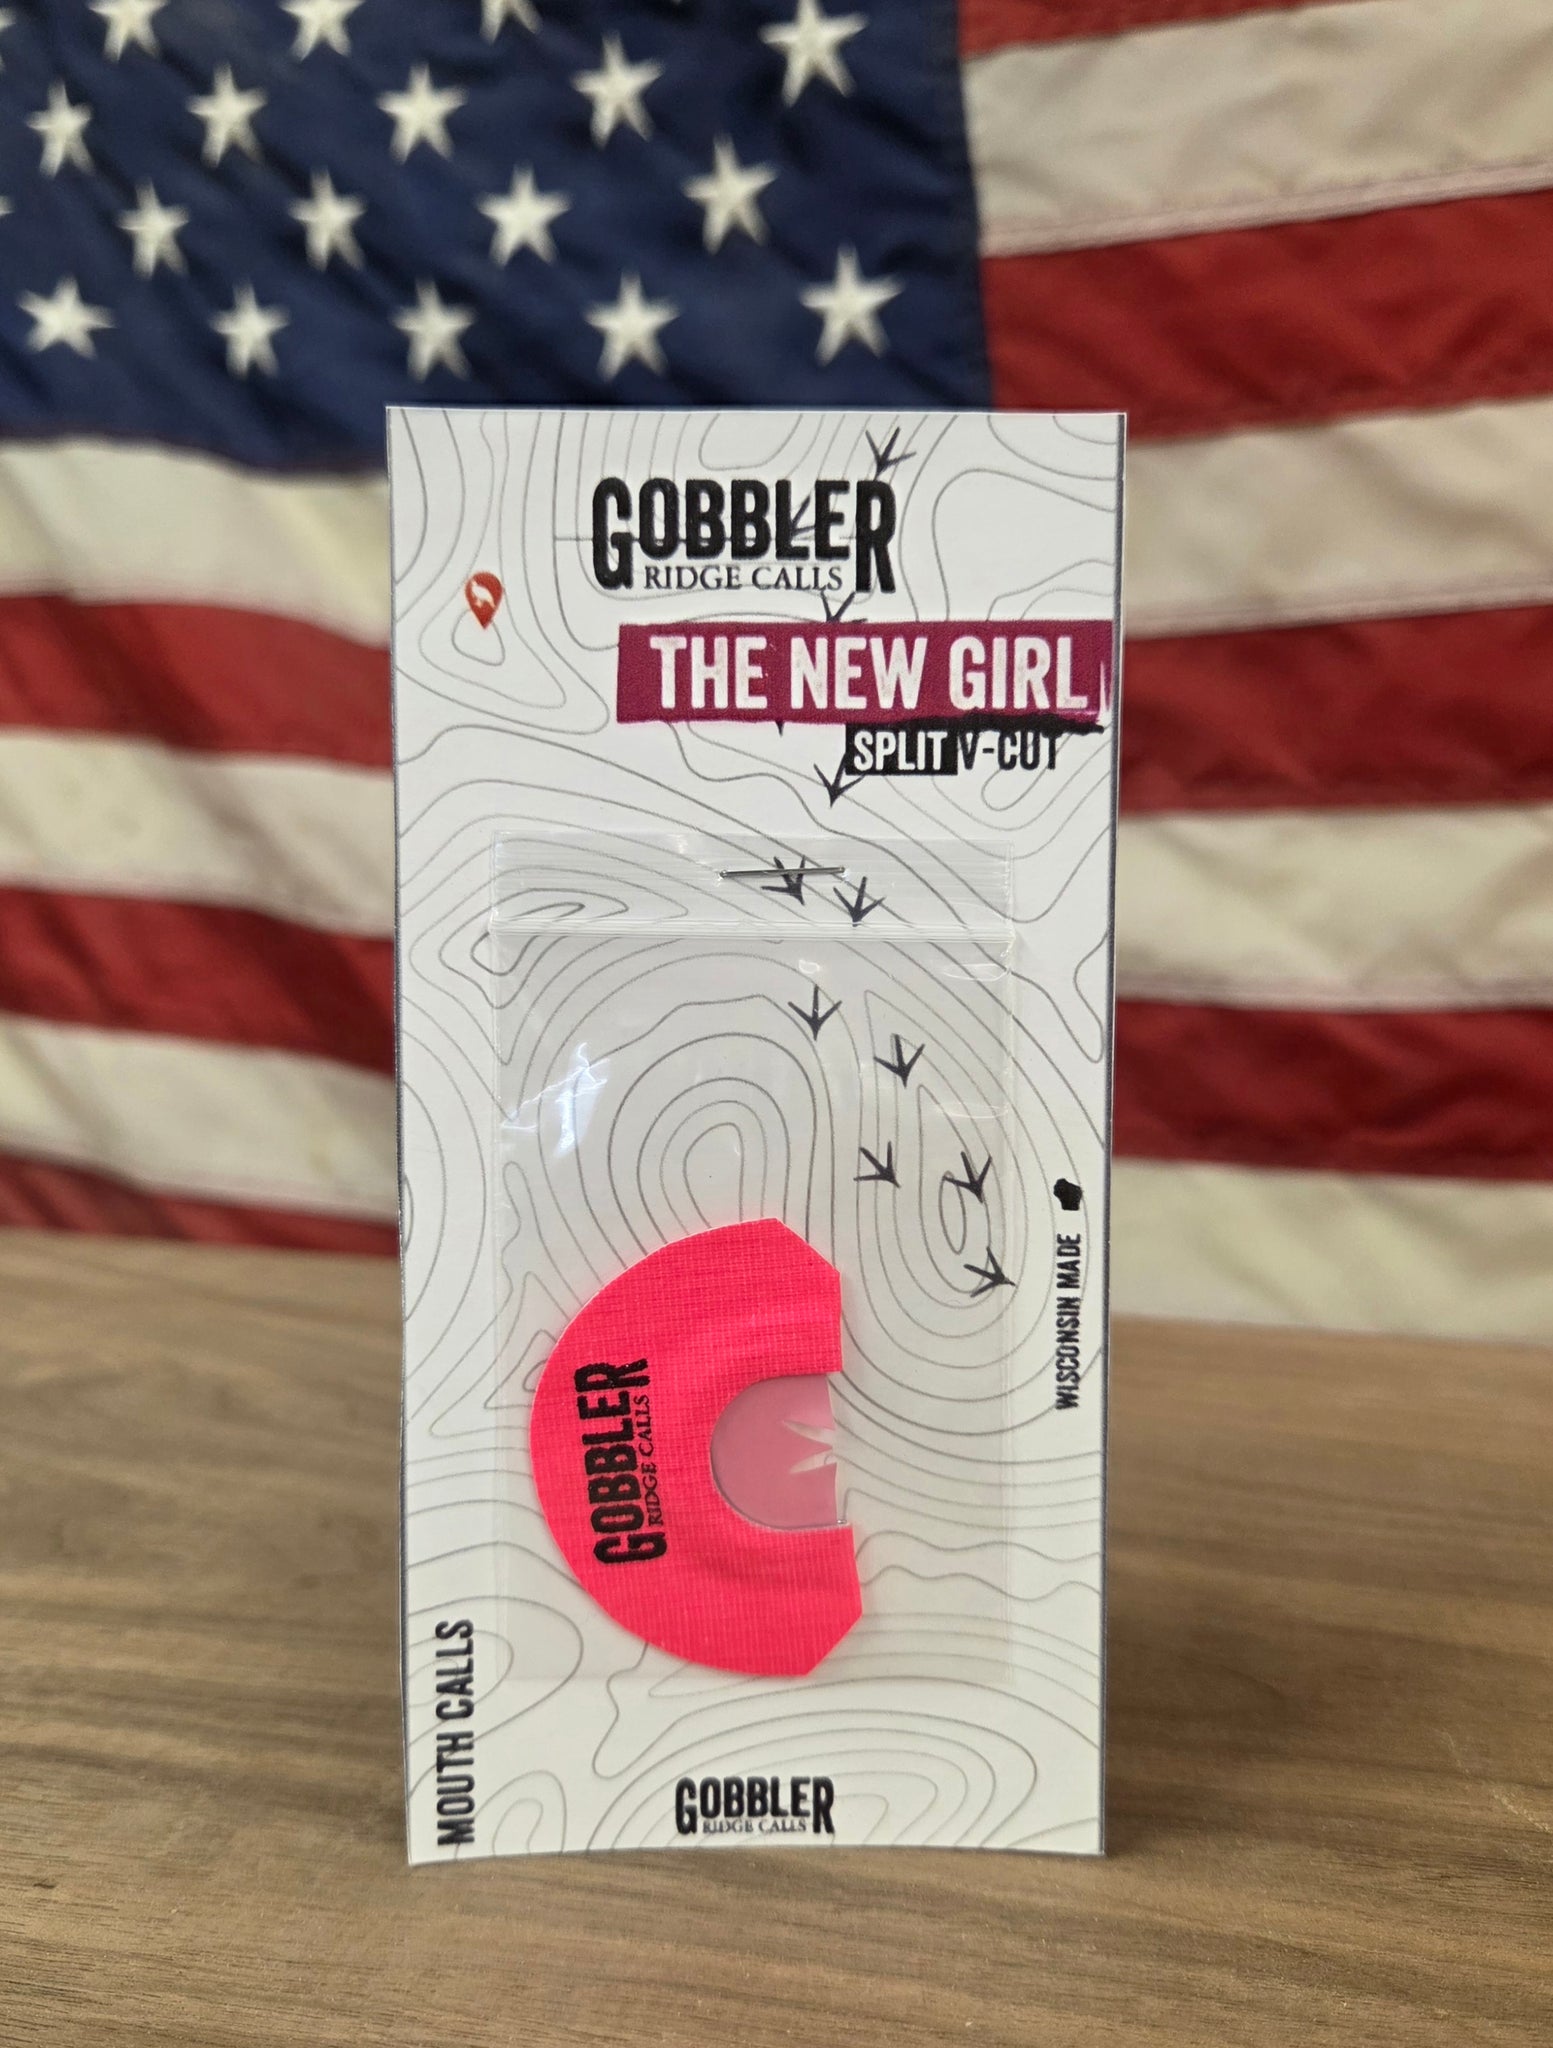 GOBBLER
RIDGE CALLS
THE NEW GIRL
SPLIT V-CUT
WISCONSIN MADE
GOBBLER
RIDGE CALLS
MOUTH CALLS
GOBBLER
RIDGE CALLS